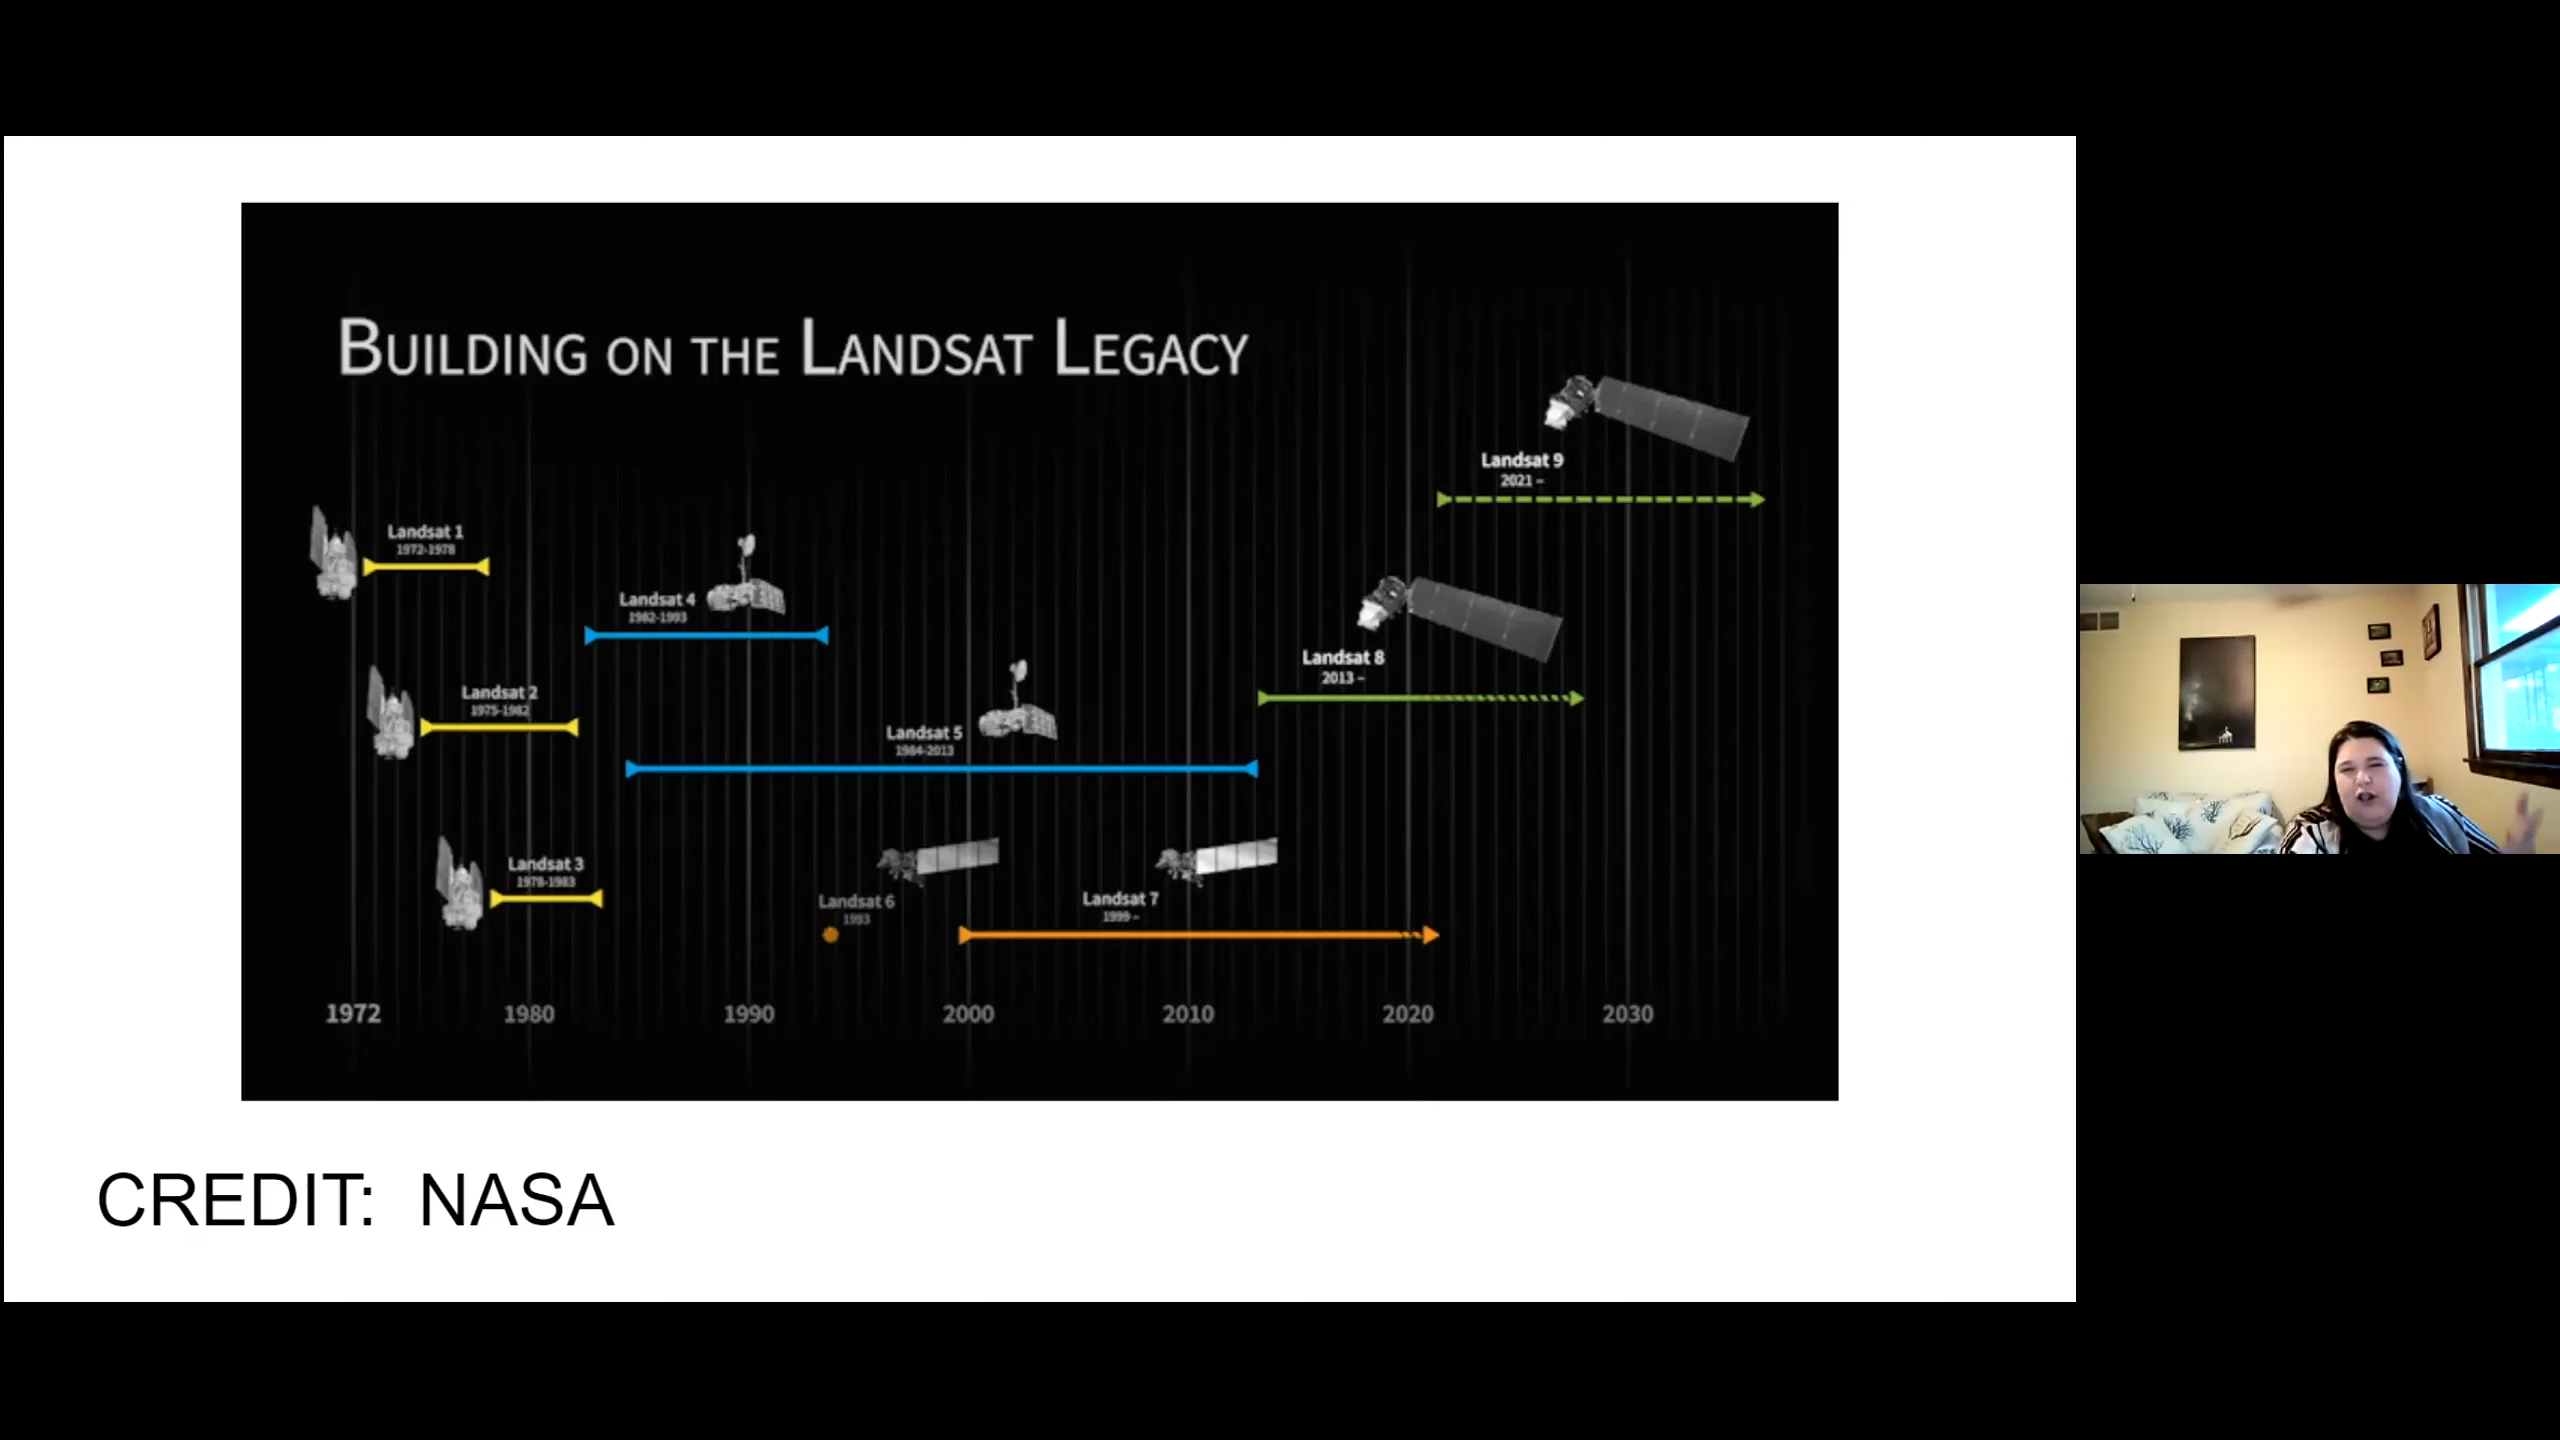 BUILDING ON THE LANDSAT LEGACY
Landsat 9
2021 –
Landsat 1
1972-1978
Landsat 4
1982-1993
Landsat 8
2013 –
Landsat 2
1975-1982
Landsat 5
1984-2013
Landsat 3
1978-1983
Landsat 6
1993
Landsat 7
1999 –
1972 1980 1990 2000 2010 2020 2030
CREDIT: NASA